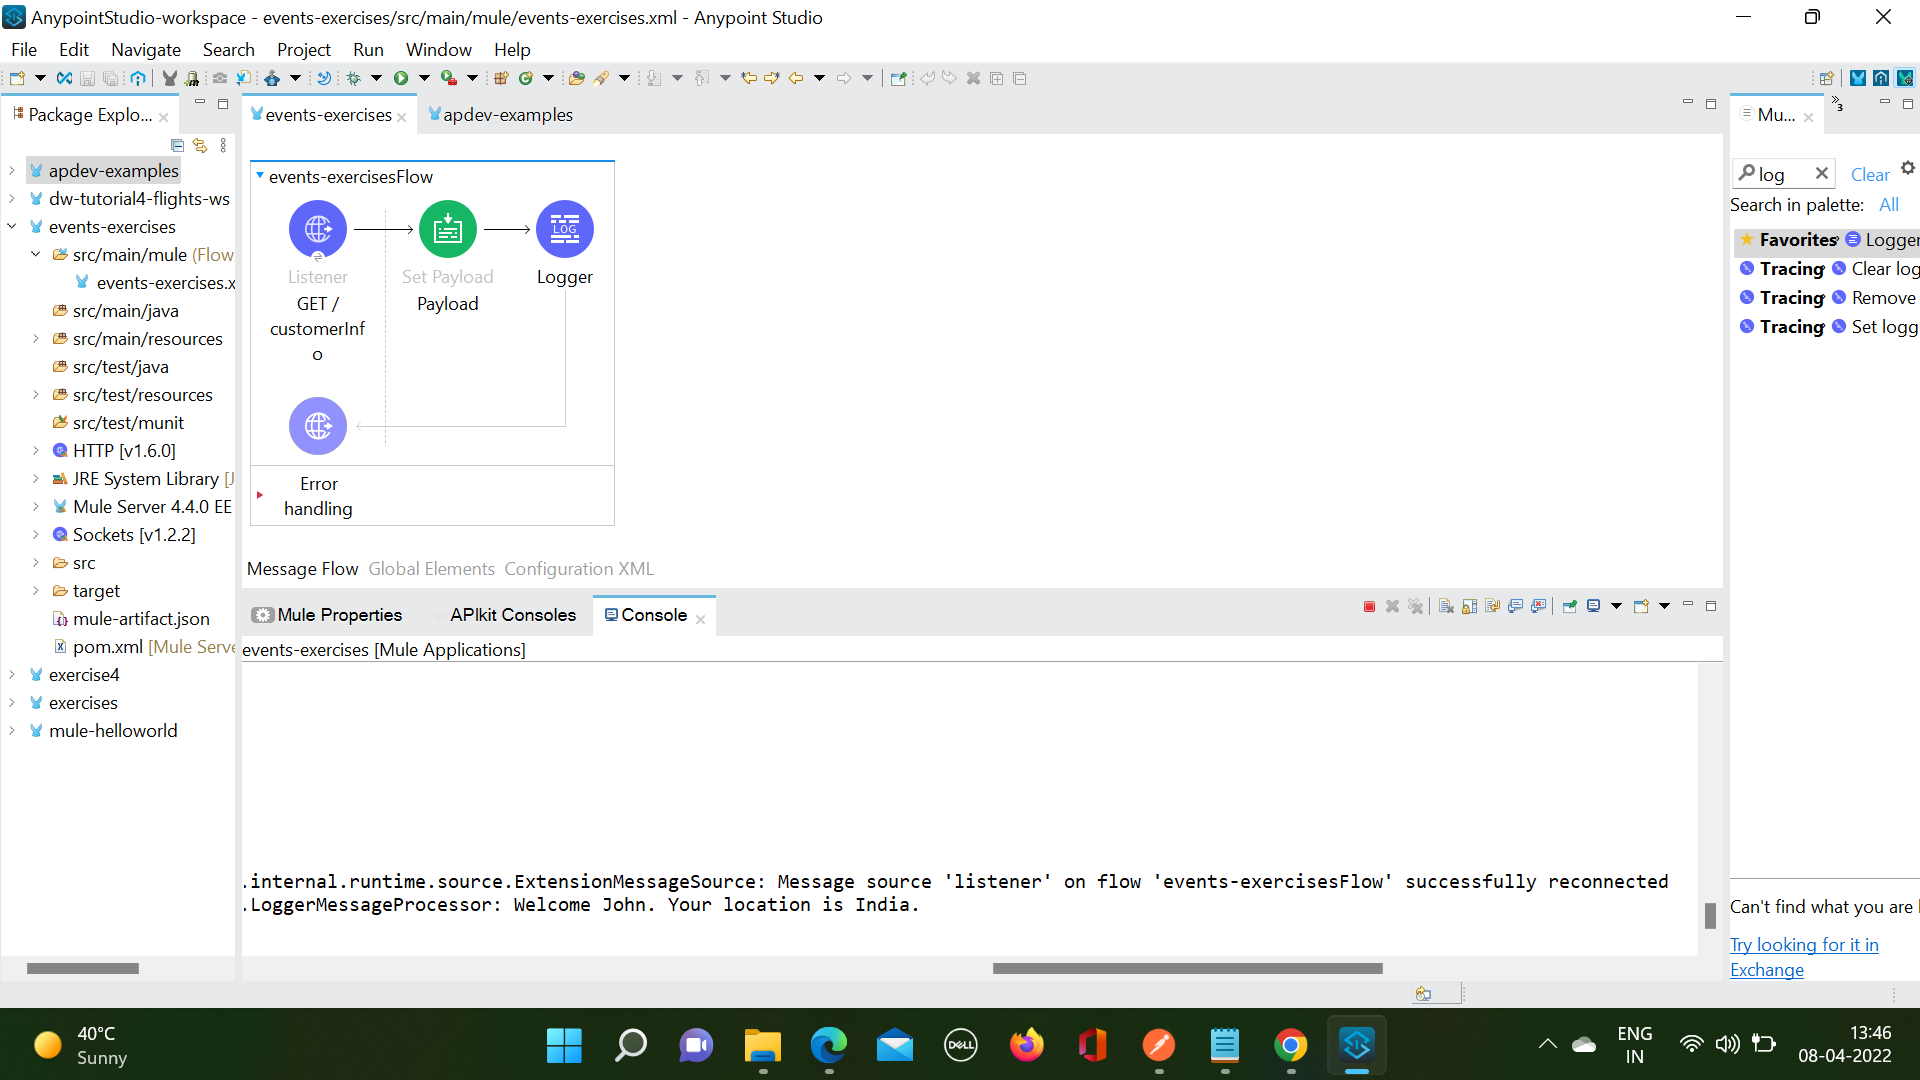 AnypointStudio-workspace - events-exercises/src/main/mule/events-exercises.xml - Anypoint Studio
File Edit Navigate Search Project Run Window Help
Package Explo...
events-exercises
apdev-examples
Mu...
3
apdev-examples
dw-tutorial4-flights-ws
events-exercises
src/main/mule (Flow
events-exercises.x
src/main/java
src/main/resources
src/test/java
src/test/resources
src/test/munit
HTTP [v1.6.0]
JRE System Library [J
Mule Server 4.4.0 EE
Sockets [v1.2.2]
src
target
mule-artifact.json
pom.xml [Mule Serve
exercise4
exercises
mule-helloworld
events-exercisesFlow
LOG
Listener
Set Payload
Logger
GET /
customerInf
o
Payload
Error
handling
Message Flow Global Elements Configuration XML
log
Clear
Search in palette: All
Favorites Logger
Tracing Clear log
Tracing Remove
Tracing Set logg
Mule Properties
APIkit Consoles
Console
events-exercises [Mule Applications]
.internal.runtime.source.ExtensionMessageSource: Message source 'listener' on flow 'events-exercisesFlow' successfully reconnected
.LoggerMessageProcessor: Welcome John. Your location is India.
Can't find what you are l
Try looking for it in
Exchange
40°C
Sunny
DELL
ENG
IN
13:46
08-04-2022